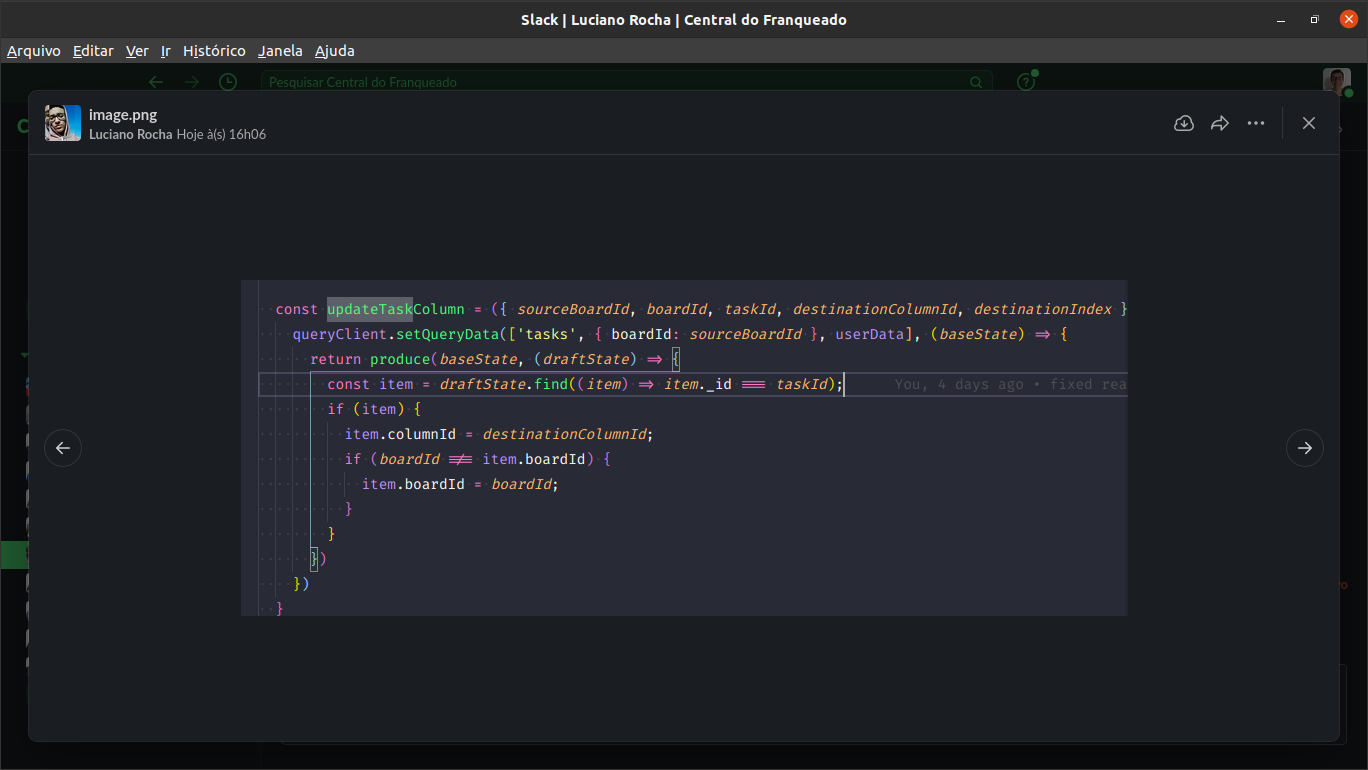 Slack | Luciano Rocha | Central do Franqueado
Arquivo Editar Ver Ir Histórico Janela Ajuda
Pesquisar Central do Franqueado
image.png
Luciano Rocha Hoje à(s) 16h06
const updateTaskColumn = ({ sourceBoardId, boardId, taskId, destinationColumnId, destinationIndex }
queryClient.setQueryData(['tasks', { boardId: sourceBoardId }, userData], (baseState) => {
return produce(baseState, (draftState) => {
const item = draftState.find((item) => item._id === taskId); You, 4 days ago • fixed rea
if (item) {
item.columnId = destinationColumnId;
if (boardId !== item.boardId) {
item.boardId = boardId;
}
}
})
})
}